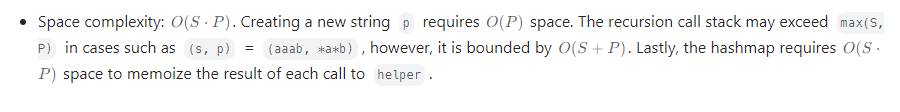 • Space complexity: O(S · P). Creating a new string p requires O(P) space. The recursion call stack may exceed max(S,
P) in cases such as (s, p) = (aaab, *a*b) , however, it is bounded by O(S + P). Lastly, the hashmap requires O(S ·
P) space to memoize the result of each call to helper .